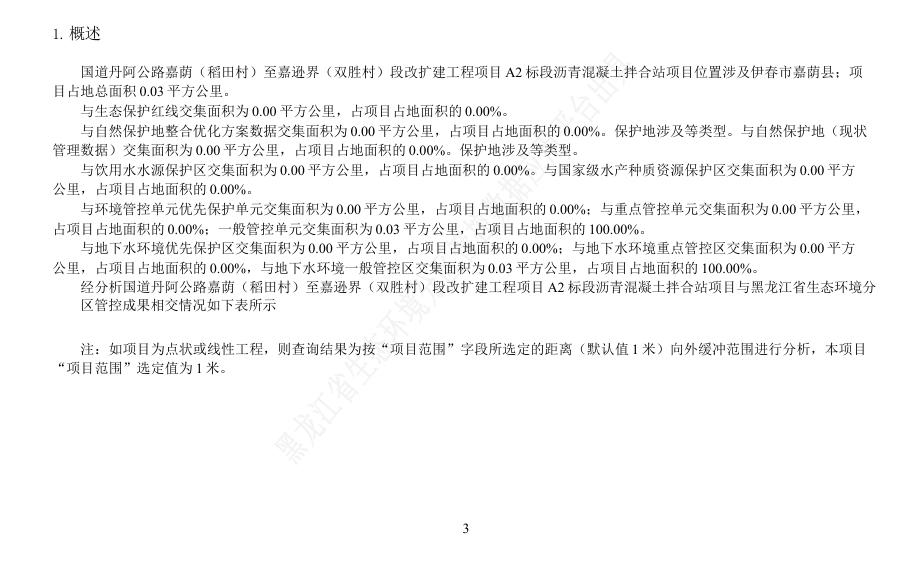 1. 概述
国道丹阿公路嘉荫（稻田村）至嘉逊界（双胜村）段改扩建工程项目 A2 标段沥青混凝土拌合站项目位置涉及伊春市嘉荫县；项
目占地总面积 0.03 平方公里。
与生态保护红线交集面积为 0.00 平方公里，占项目占地面积的 0.00%。
与自然保护地整合优化方案数据交集面积为 0.00 平方公里，占项目占地面积的 0.00%。保护地涉及等类型。与自然保护地（现状
管理数据）交集面积为 0.00 平方公里，占项目占地面积的 0.00%。保护地涉及等类型。
与饮用水水源保护区交集面积为 0.00 平方公里，占项目占地面积的 0.00%。与国家级水产种质资源保护区交集面积为 0.00 平方
公里，占项目占地面积的 0.00%。
与环境管控单元优先保护单元交集面积为 0.00 平方公里，占项目占地面积的 0.00%；与重点管控单元交集面积为 0.00 平方公里，
占项目占地面积的 0.00%；一般管控单元交集面积为 0.03 平方公里，占项目占地面积的 100.00%。
与地下水环境优先保护区交集面积为 0.00 平方公里，占项目占地面积的 0.00%；与地下水环境重点管控区交集面积为 0.00 平方
公里，占项目占地面积的 0.00%，与地下水环境一般管控区交集面积为 0.03 平方公里，占项目占地面积的 100.00%。
经分析国道丹阿公路嘉荫（稻田村）至嘉逊界（双胜村）段改扩建工程项目 A2 标段沥青混凝土拌合站项目与黑龙江省生态环境分
区管控成果相交情况如下表所示
注：如项目为点状或线性工程，则查询结果为按“项目范围”字段所选定的距离（默认值 1 米）向外缓冲范围进行分析，本项目
“项目范围”选定值为 1 米。
3